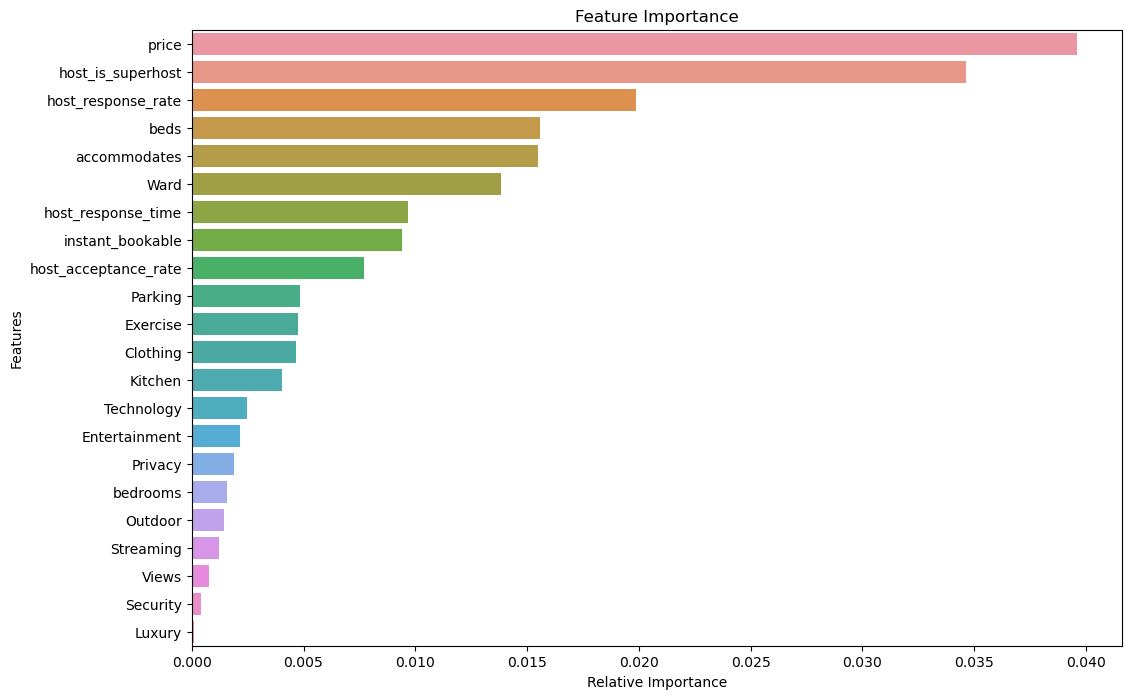 Feature Importance
price
host_is_superhost
host_response_rate
beds
accommodates
Ward
host_response_time
instant_bookable
host_acceptance_rate
Parking
Exercise
Clothing
Kitchen
Technology
Entertainment
Privacy
bedrooms
Outdoor
Streaming
Views
Security
Luxury
Features
0.000 0.005 0.010 0.015 0.020 0.025 0.030 0.035 0.040
Relative Importance